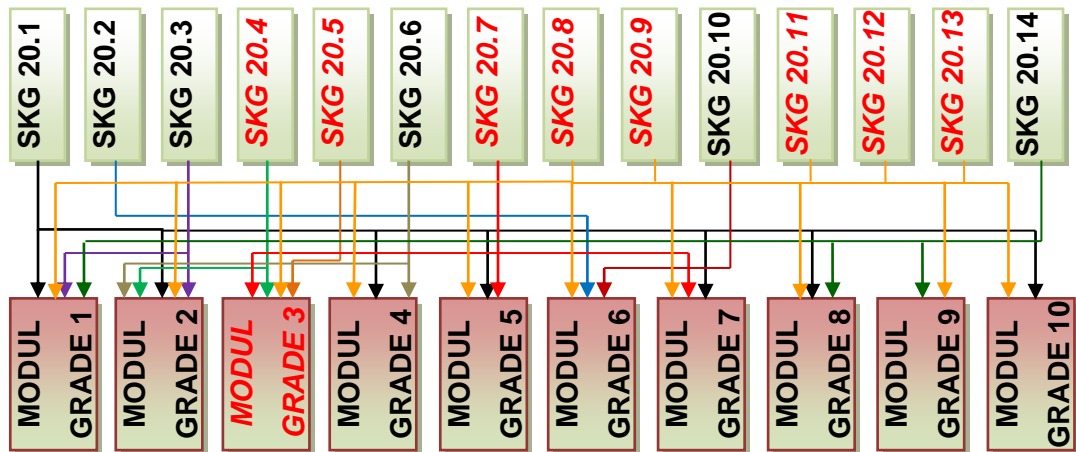 SKG 20.1
SKG 20.2
SKG 20.3
SKG 20.4
SKG 20.5
SKG 20.6
SKG 20.7
SKG 20.8
SKG 20.9
SKG 20.10
SKG 20.11
SKG 20.12
SKG 20.13
SKG 20.14
MODUL
GRADE 1
MODUL
GRADE 2
MODUL
GRADE 3
MODUL
GRADE 4
MODUL
GRADE 5
MODUL
GRADE 6
MODUL
GRADE 7
MODUL
GRADE 8
MODUL
GRADE 9
MODUL
GRADE 10